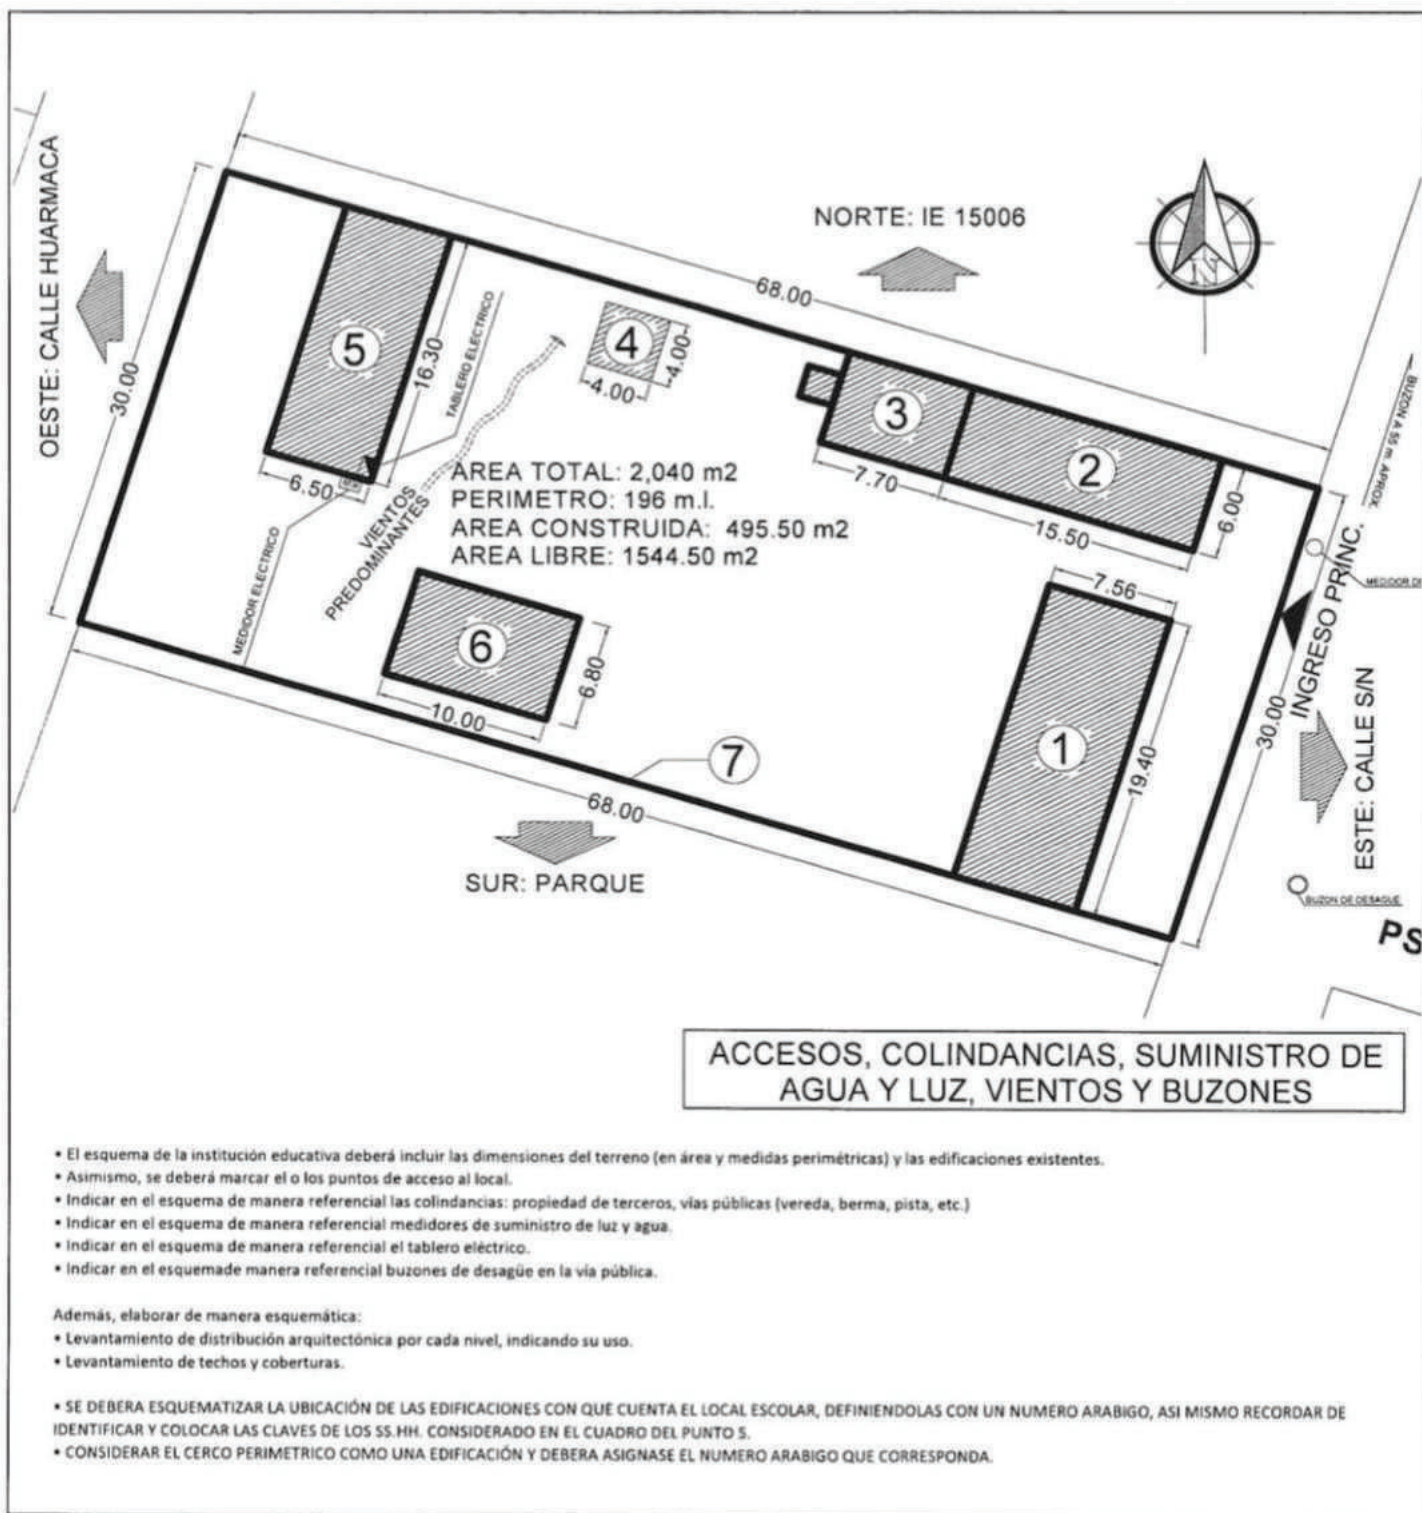 OESTE: CALLE HUARMACA
NORTE: IE 15006
N
68.00
30.00
5
16.30
TABLERO ELECTRICO
4
4.00
4.00
3
2
7.70
15.50
6.00
6.50
BUZON A 55 m. APROX.
AREA TOTAL: 2,040 m2
PERIMETRO: 196 m.l.
AREA CONSTRUIDA: 495.50 m2
AREA LIBRE: 1544.50 m2
VIENTOS
PREDOMINANTES
MEDIDOR ELECTRICO
7.56
INGRESO PRINC.
MEDIDOR DE
6
6.80
10.00
1
19.40
30.00
ESTE: CALLE S/N
7
68.00
SUR: PARQUE
BUZON DE DESAGUE
PS
ACCESOS, COLINDANCIAS, SUMINISTRO DE
AGUA Y LUZ, VIENTOS Y BUZONES
• El esquema de la institución educativa deberá incluir las dimensiones del terreno (en área y medidas perimétricas) y las edificaciones existentes.
• Asimismo, se deberá marcar el o los puntos de acceso al local.
• Indicar en el esquema de manera referencial las colindancias: propiedad de terceros, vías públicas (vereda, berma, pista, etc.)
• Indicar en el esquema de manera referencial medidores de suministro de luz y agua.
• Indicar en el esquema de manera referencial el tablero eléctrico.
• Indicar en el esquemade manera referencial buzones de desagüe en la vía pública.
Además, elaborar de manera esquemática:
• Levantamiento de distribución arquitectónica por cada nivel, indicando su uso.
• Levantamiento de techos y coberturas.
• SE DEBERA ESQUEMATIZAR LA UBICACIÓN DE LAS EDIFICACIONES CON QUE CUENTA EL LOCAL ESCOLAR, DEFINIENDOLAS CON UN NUMERO ARABIGO, ASI MISMO RECORDAR DE
IDENTIFICAR Y COLOCAR LAS CLAVES DE LOS SS.HH. CONSIDERADO EN EL CUADRO DEL PUNTO 5.
• CONSIDERAR EL CERCO PERIMETRICO COMO UNA EDIFICACIÓN Y DEBERA ASIGNASE EL NUMERO ARABIGO QUE CORRESPONDA.